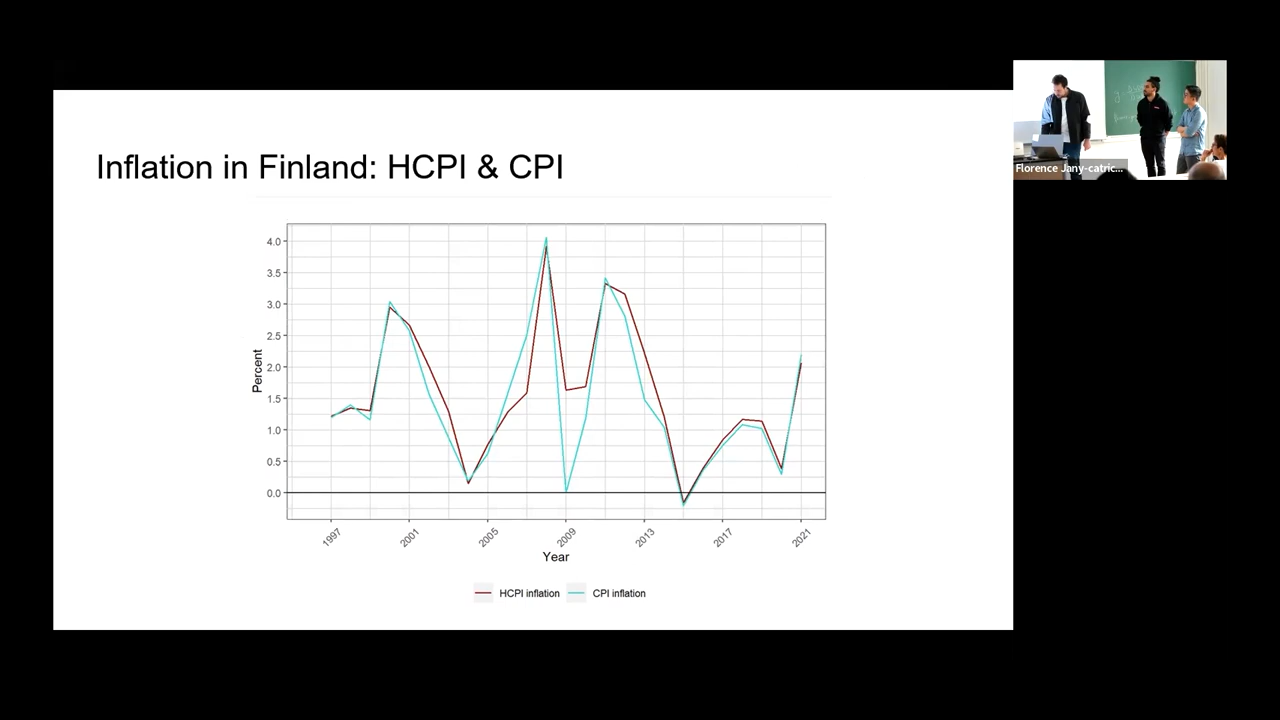 Inflation in Finland: HCPI & CPI
4.0
3.5
3.0
2.5
2.0
1.5
1.0
0.5
0.0
Percent
1997
2001
2005
2009
2013
2017
2021
Year
HCPI inflation
CPI inflation
Florence Jany-catric...